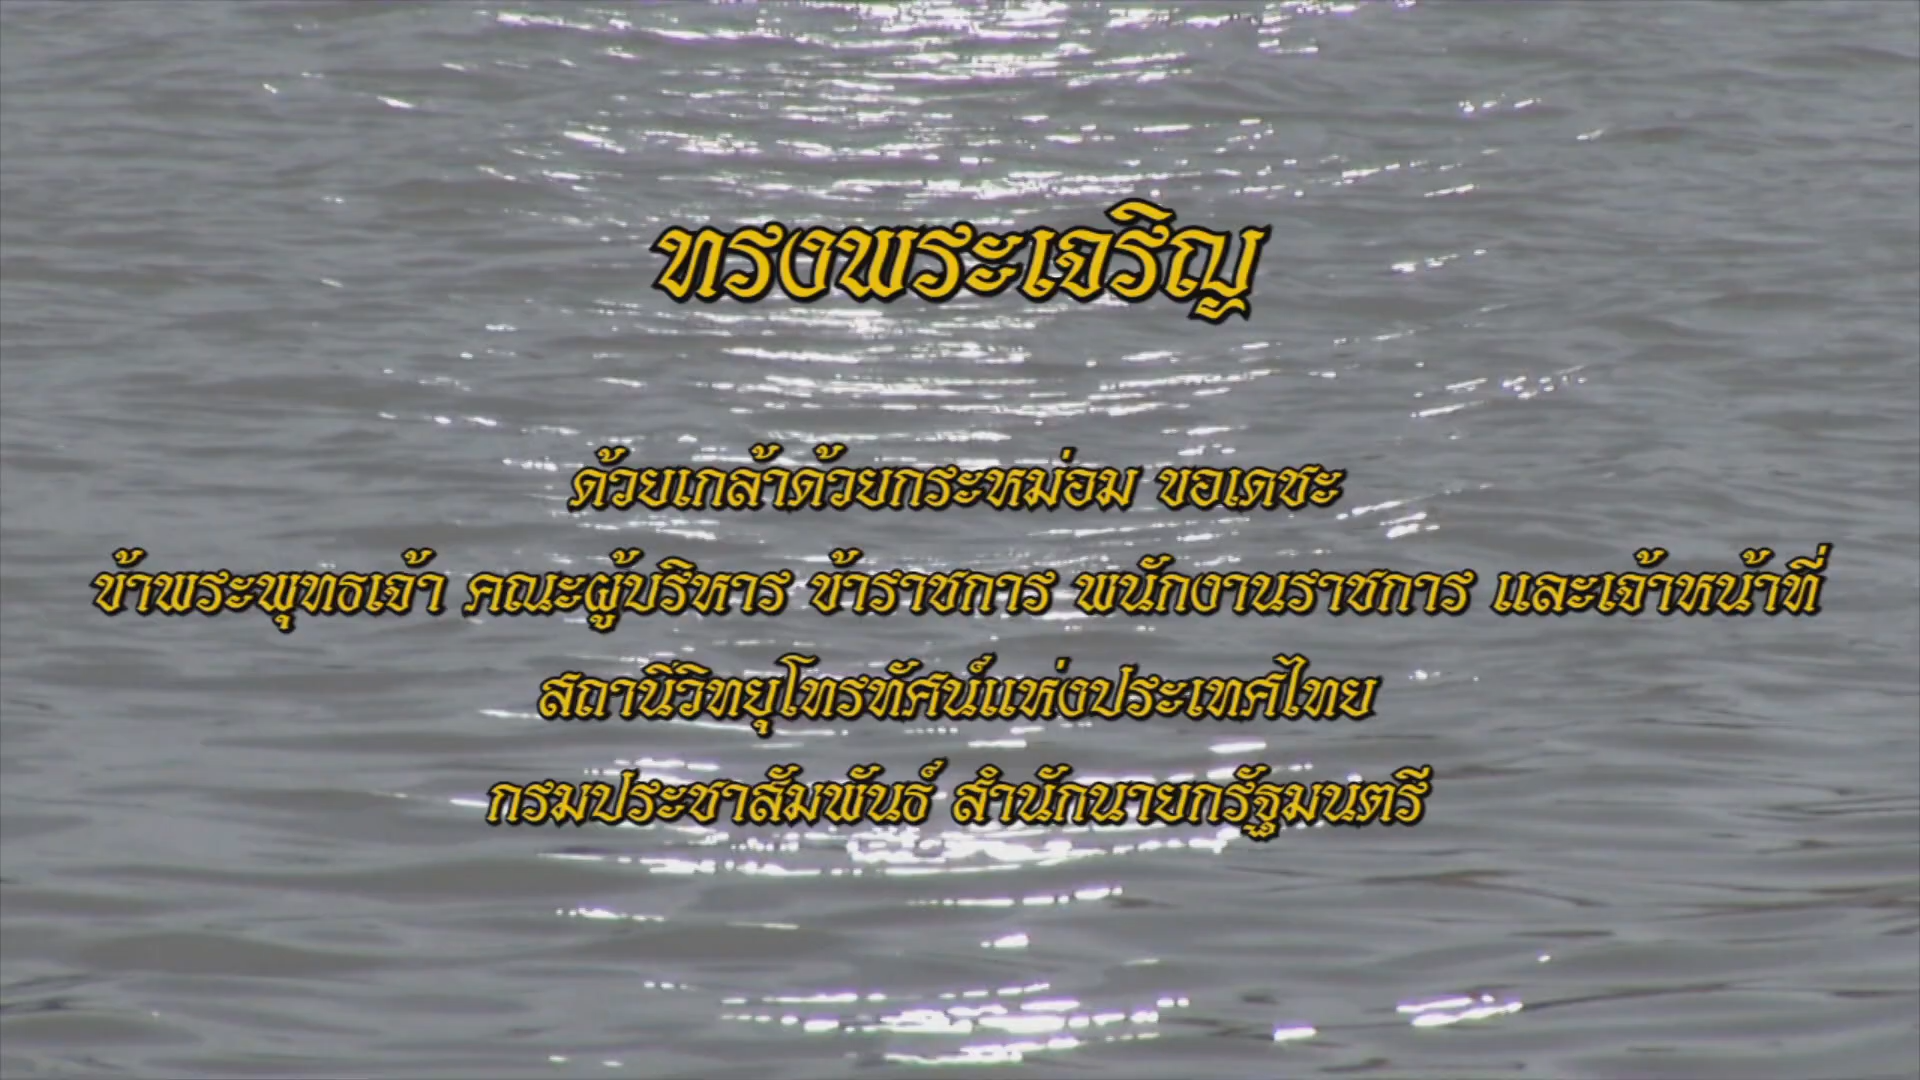 ทรงพระเจริญ
ด้วยเกล้าด้วยกระหม่อม ขอเดชะ
ข้าพระพุทธเจ้า คณะผู้บริหาร ข้าราชการ พนักงานราชการ และเจ้าหน้าที่
สถานีวิทยุโทรทัศน์แห่งประเทศไทย
กรมประชาสัมพันธ์ สำนักนายกรัฐมนตรี